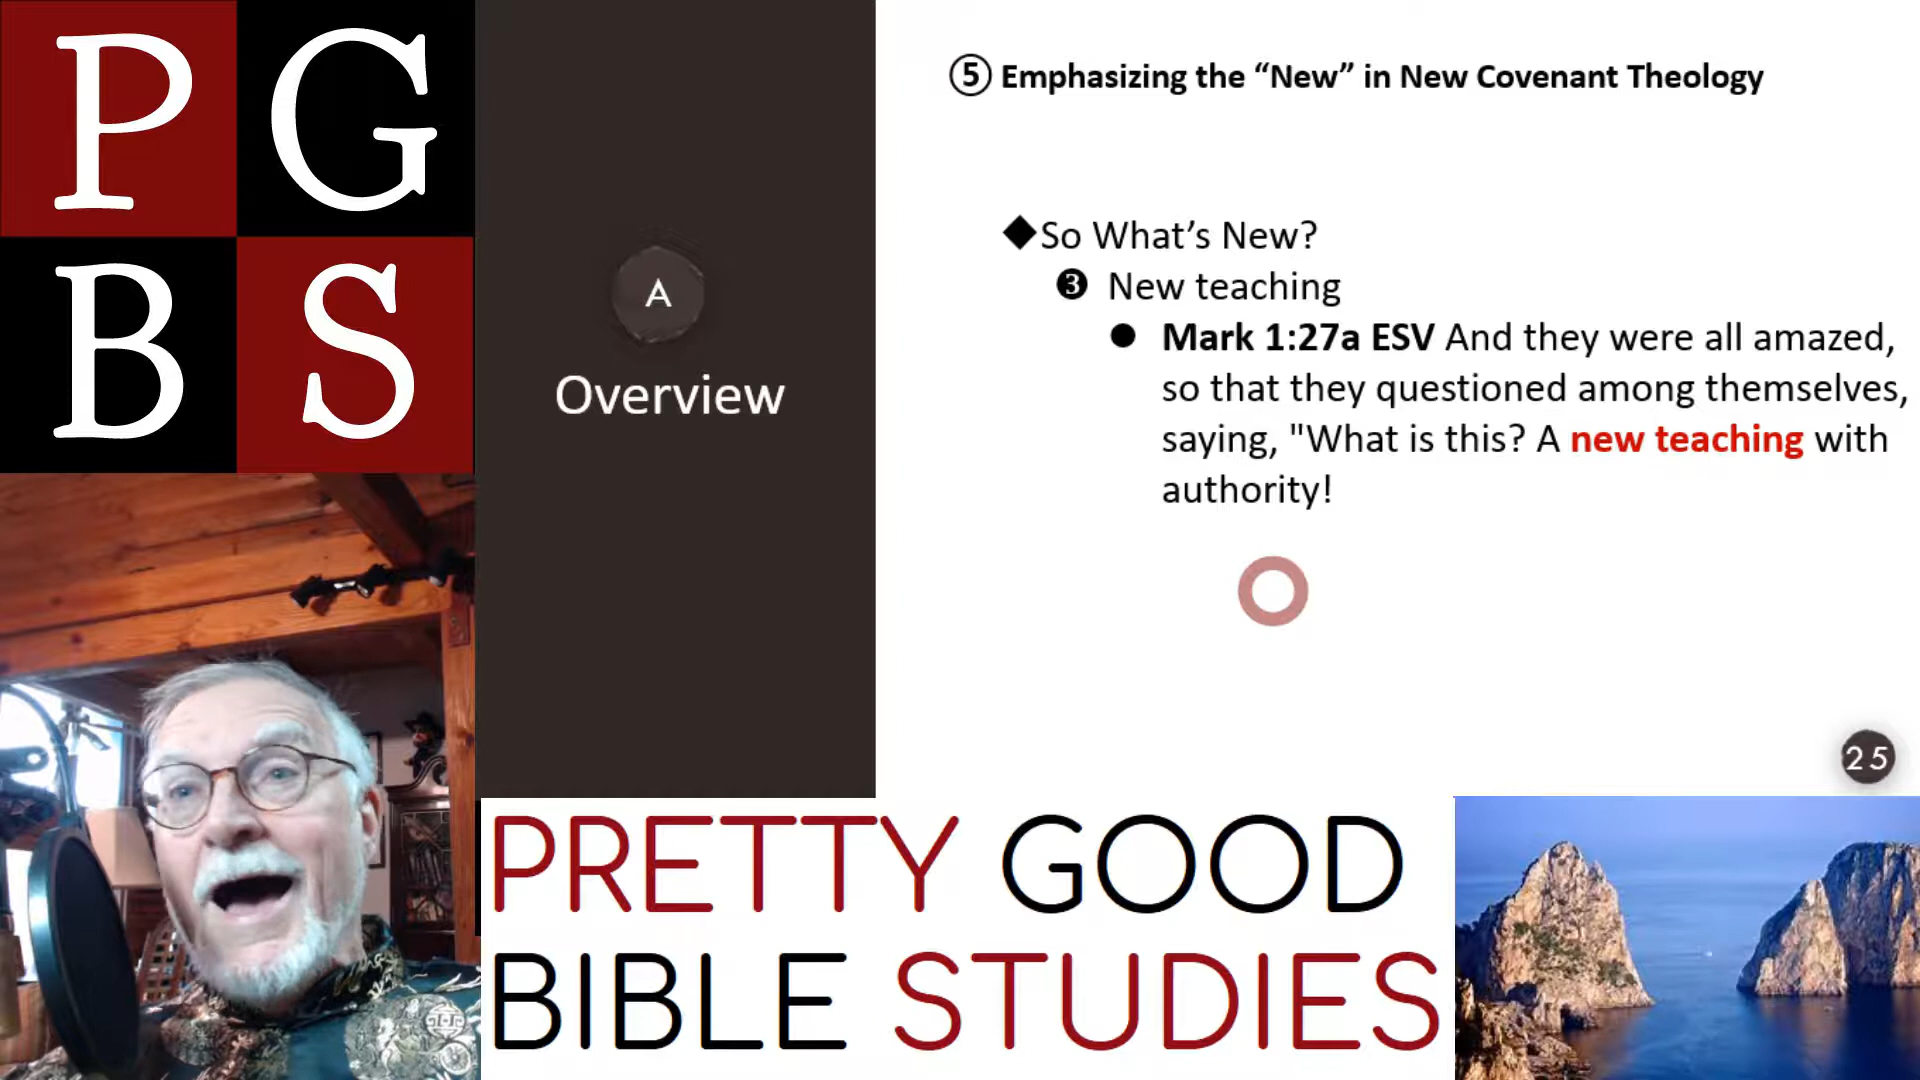 P G
B S
A
Overview
⑤ Emphasizing the “New” in New Covenant Theology
◆So What’s New?
❸ New teaching
● Mark 1:27a ESV And they were all amazed,
so that they questioned among themselves,
saying, "What is this? A new teaching with
authority!
25
PRETTY GOOD
BIBLE STUDIES